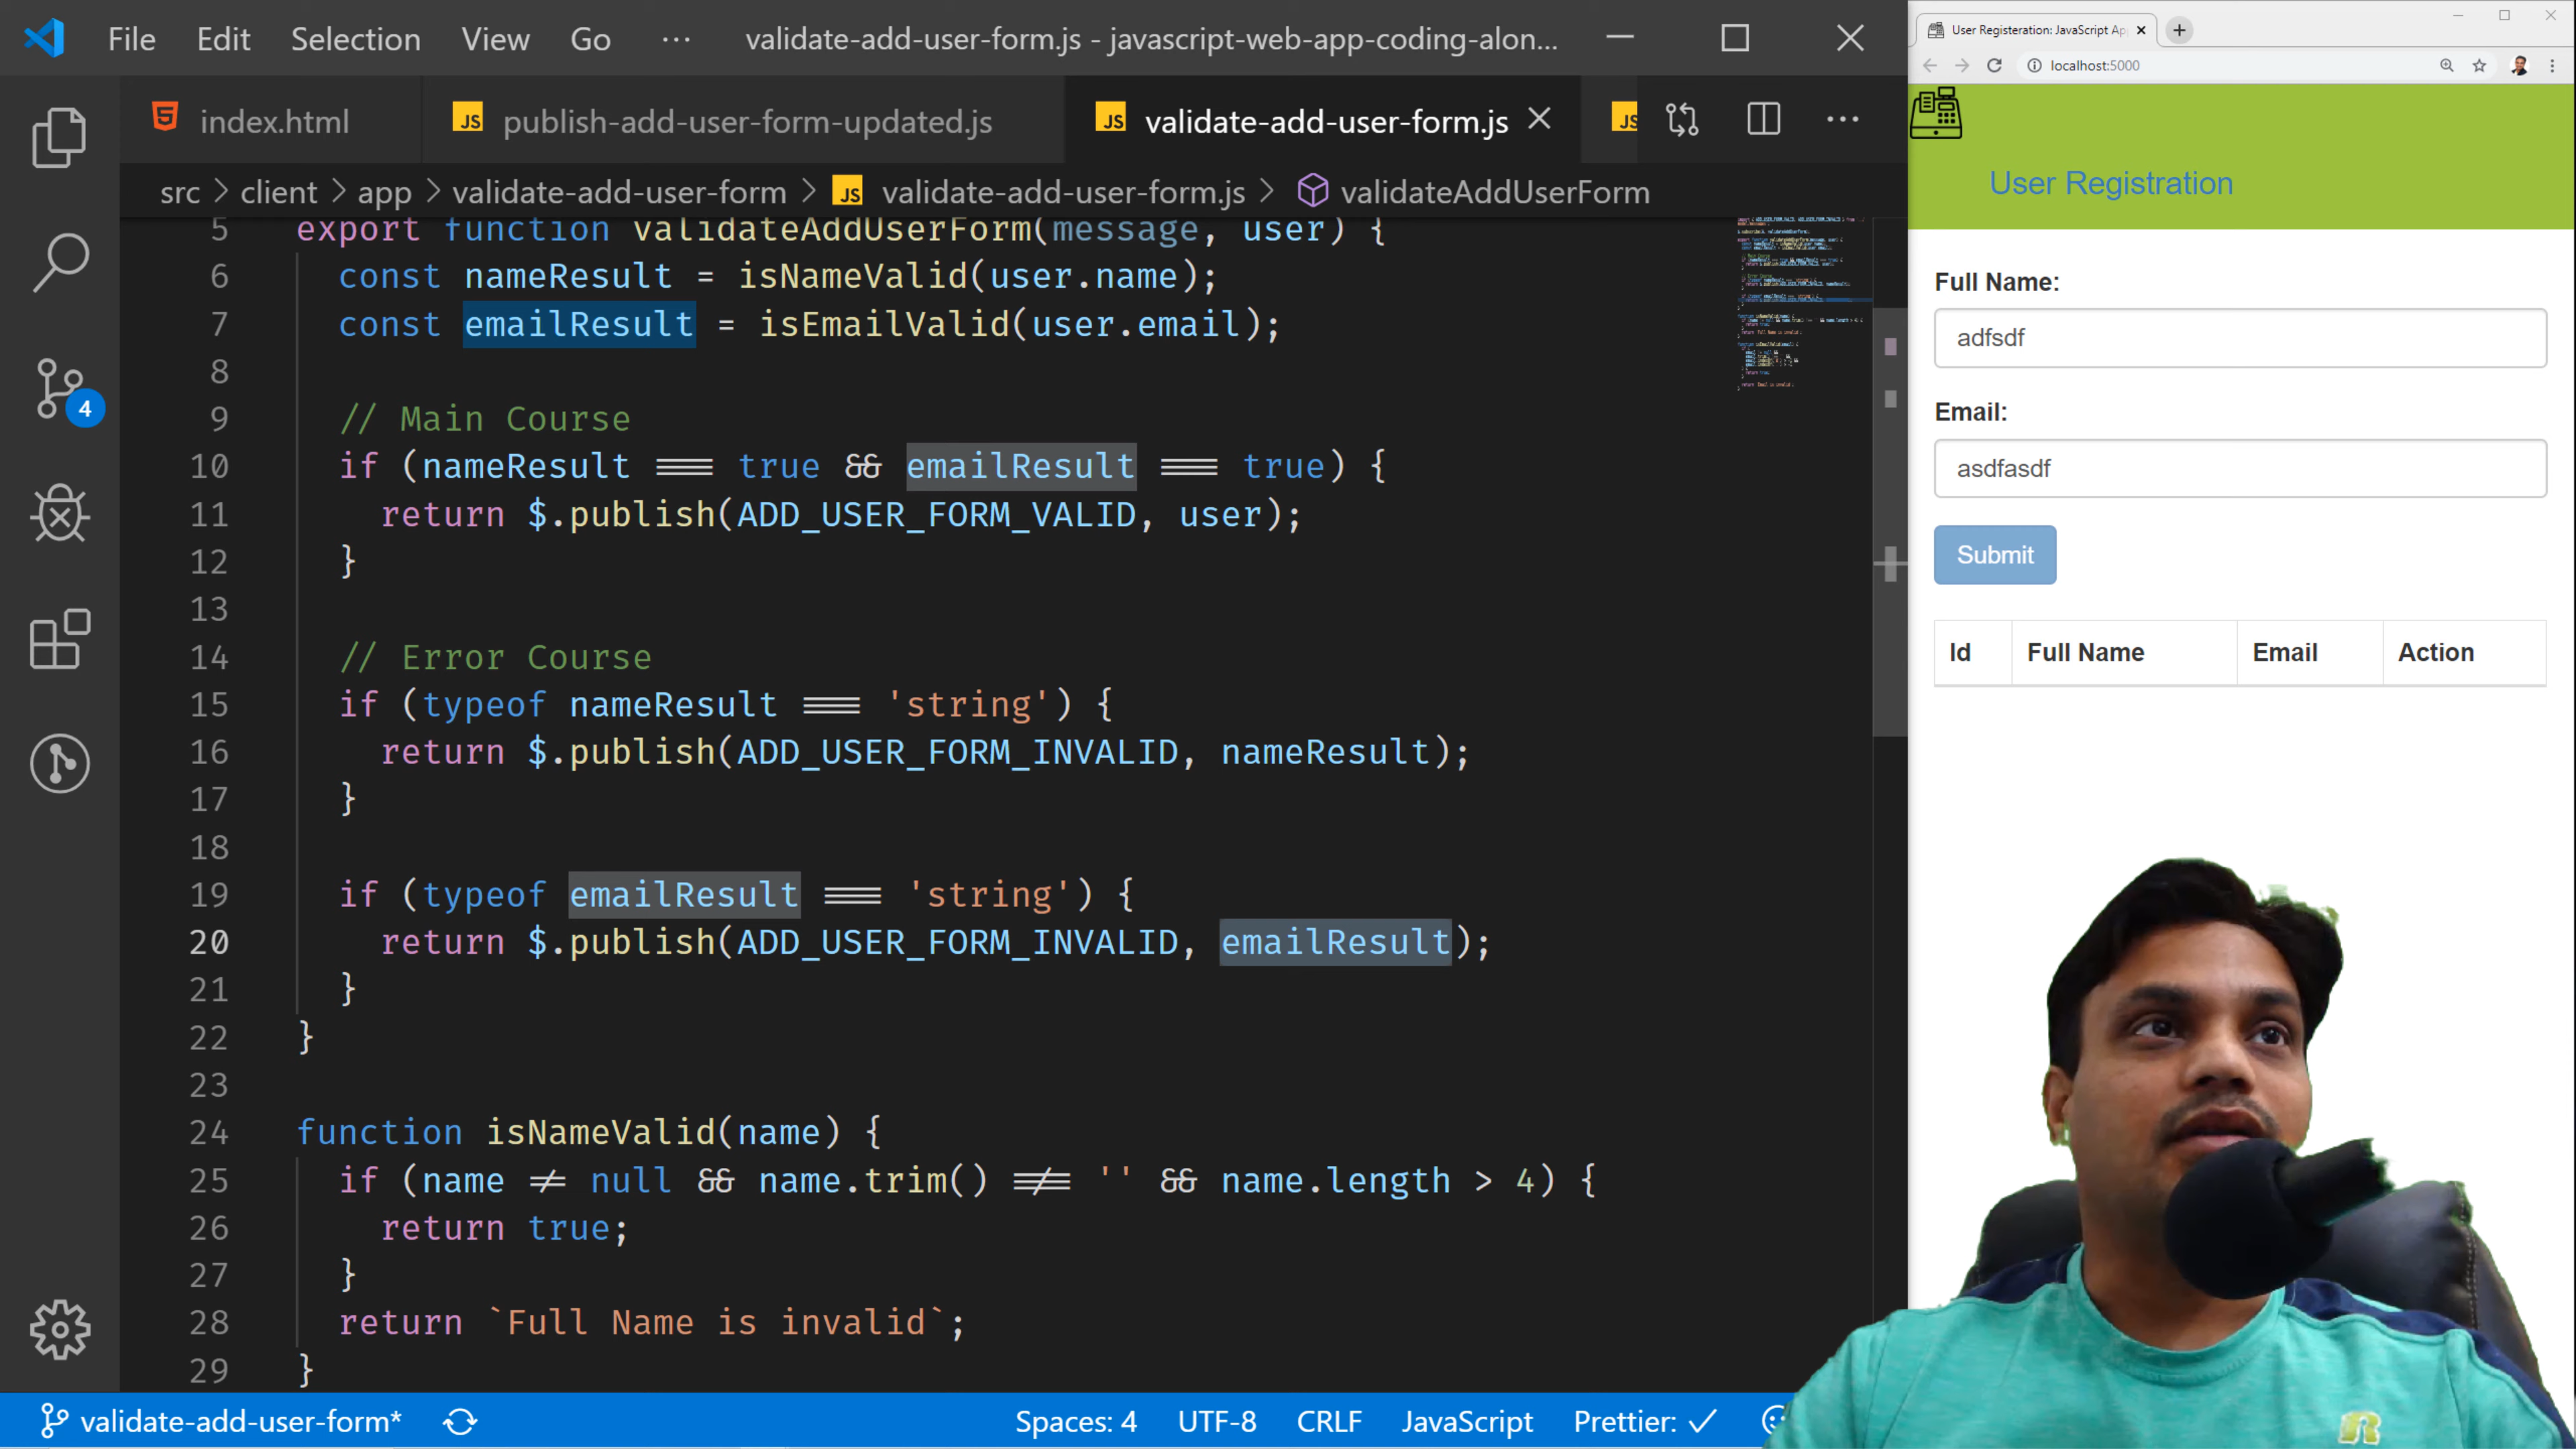 File Edit Selection View Go ··· validate-add-user-form.js - javascript-web-app-coding-alon...
index.html
JS publish-add-user-form-updated.js
JS validate-add-user-form.js
JS
src > client > app > validate-add-user-form > JS validate-add-user-form.js > validateAddUserForm
5 export function validateAddUserForm(message, user) {
6 const nameResult = isNameValid(user.name);
7 const emailResult = isEmailValid(user.email);
8
9 // Main Course
10 if (nameResult === true && emailResult === true) {
11 return $.publish(ADD_USER_FORM_VALID, user);
12 }
13
14 // Error Course
15 if (typeof nameResult === 'string') {
16 return $.publish(ADD_USER_FORM_INVALID, nameResult);
17 }
18
19 if (typeof emailResult === 'string') {
20 return $.publish(ADD_USER_FORM_INVALID, emailResult);
21 }
22 }
23
24 function isNameValid(name) {
25 if (name != null && name.trim() !== '' && name.length > 4) {
26 return true;
27 }
28 return `Full Name is invalid`;
29 }
4
validate-add-user-form*
Spaces: 4 UTF-8 CRLF JavaScript Prettier: ✓
User Registeration: JavaScript Ap
localhost:5000
User Registration
Full Name:
adfsdf
Email:
asdfasdf
Submit
Id Full Name Email Action